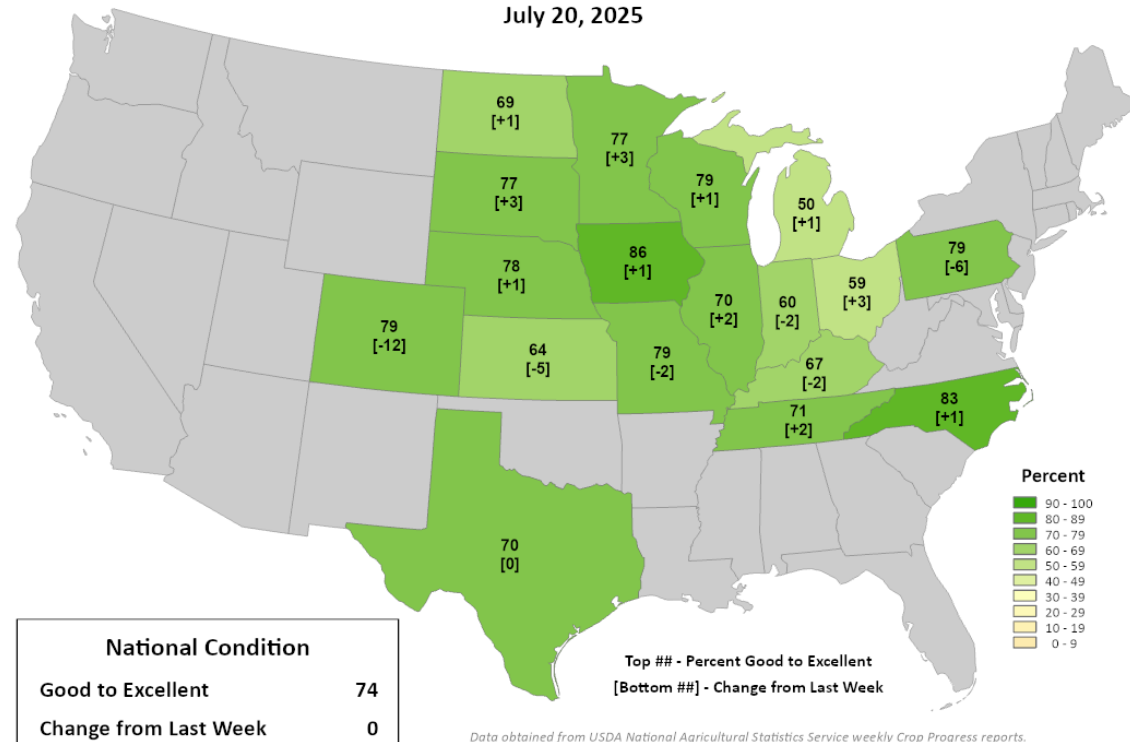 July 20, 2025
69
[+1]
77
[+3]
77
[+3]
79
[+1]
50
[+1]
86
[+1]
78
[+1]
79
[-6]
59
[+3]
60
[-2]
70
[+2]
79
[-12]
64
[-5]
79
[-2]
67
[-2]
71
[+2]
83
[+1]
70
[0]
Percent
90 - 100
80 - 89
70 - 79
60 - 69
50 - 59
40 - 49
30 - 39
20 - 29
10 - 19
0 - 9
National Condition
Good to Excellent 74
Change from Last Week 0
Top ## - Percent Good to Excellent
[Bottom ##] - Change from Last Week
Data obtained from USDA National Agricultural Statistics Service weekly Crop Progress reports.